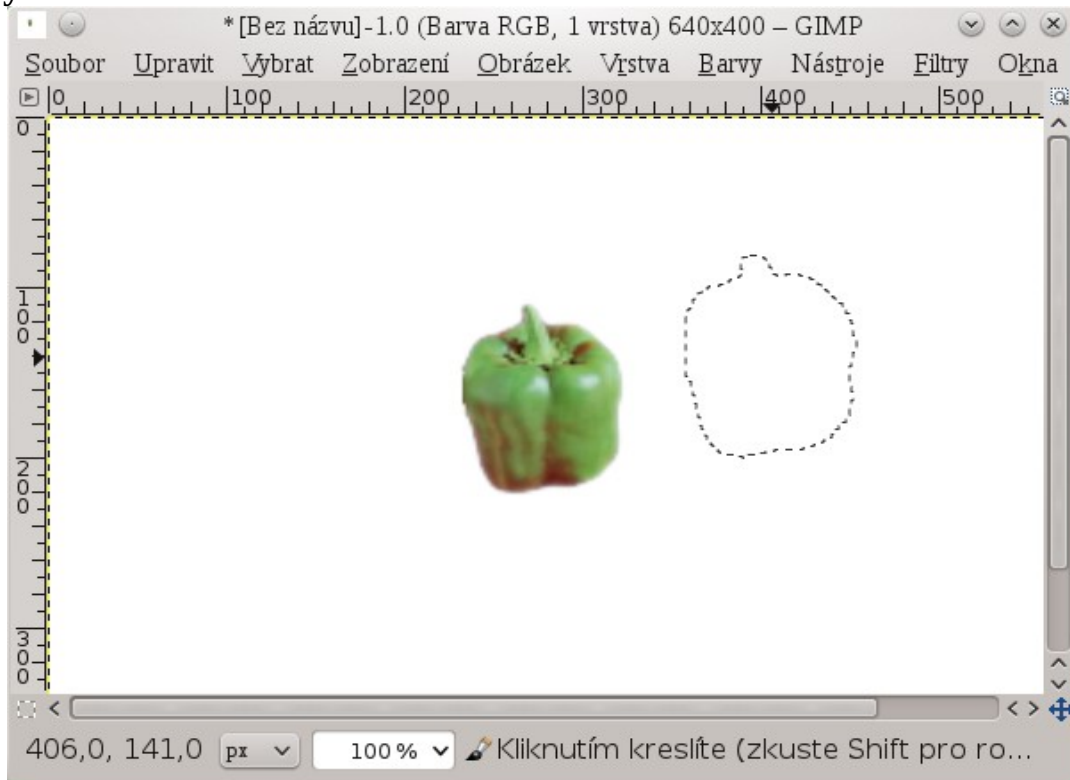 *[Bez názvu]-1.0 (Barva RGB, 1 vrstva) 640x400 – GIMP
Soubor Upravit Vybrat Zobrazení Obrázek Vrstva Barvy Nástroje Filtry Okna
0 100 200 300 400 500
0
100
200
300
406,0, 141,0 px 100 % Kliknutím kreslíte (zkuste Shift pro ro...